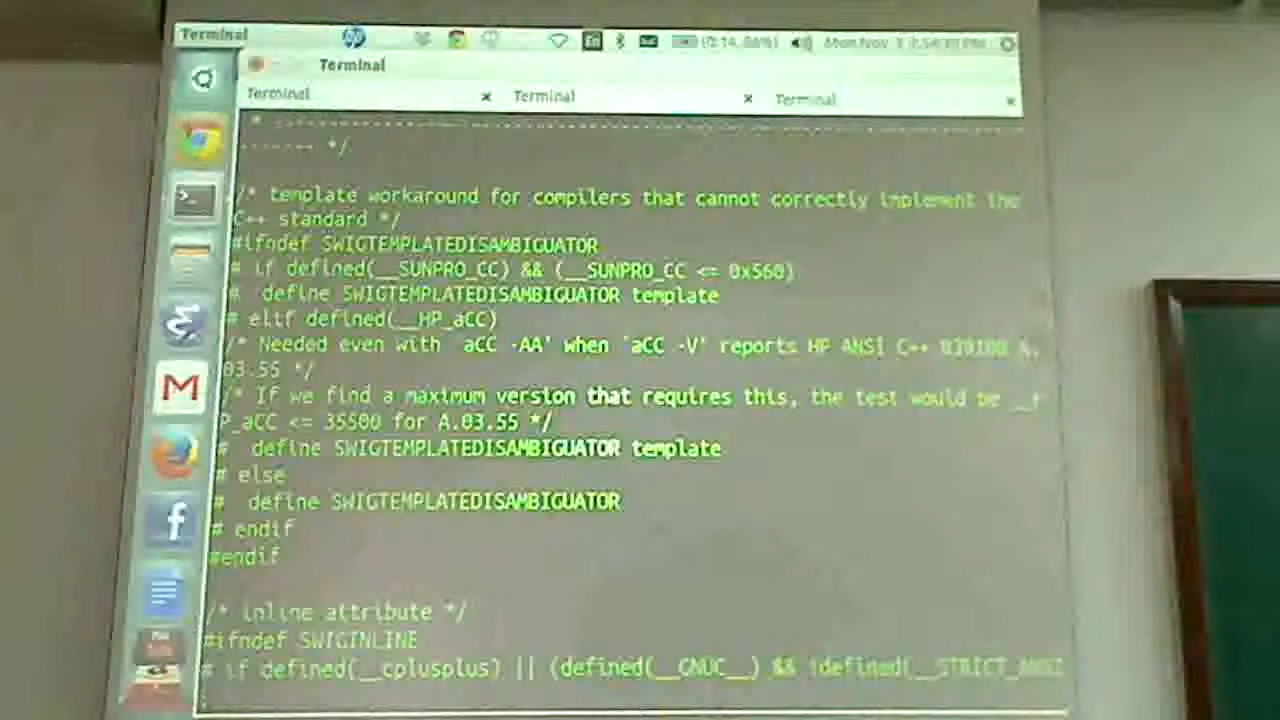 Terminal
Terminal
Terminal
Terminal
Terminal
------- */
/* template workaround for compilers that cannot correctly implement the
C++ standard */
#ifndef SWIGTEMPLATEDISAMBIGUATOR
# if defined(__SUNPRO_CC) && (__SUNPRO_CC <= 0x560)
#  define SWIGTEMPLATEDISAMBIGUATOR template
# elif defined(__HP_aCC)
/* Needed even with `aCC -AA' when `aCC -V' reports HP ANSI C++ B3910B A.
03.55 */
/* If we find a maximum version that requires this, the test would be __H
P_aCC <= 35500 for A.03.55 */
#  define SWIGTEMPLATEDISAMBIGUATOR template
# else
#  define SWIGTEMPLATEDISAMBIGUATOR
# endif
#endif
/* inline attribute */
#ifndef SWIGINLINE
# if defined(__cplusplus) || (defined(__GNUC__) && !defined(__STRICT_ANSI